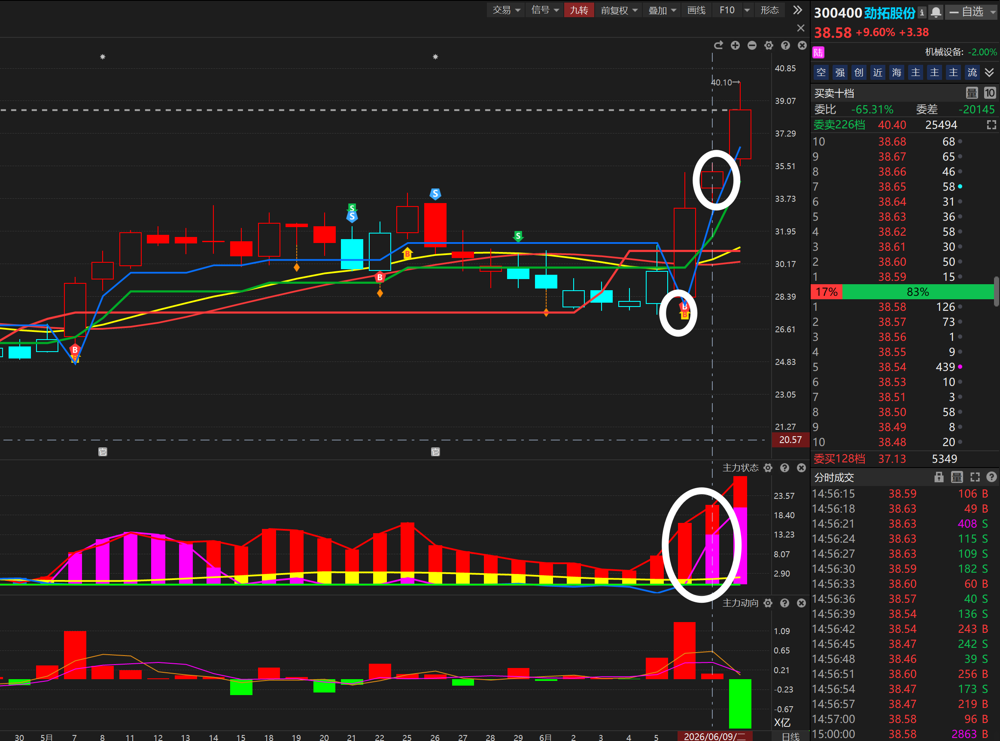 交易 信号 九转 前复权 叠加 画线 F10 形态
300400 劲拓股份 i 自选
38.58 +9.60% +3.38
陆 机械设备: -2.00%
空 强 创 近 海 主 主 主 流
买卖十档 量 10
委比 -65.31% 委差 -20145
委卖226档 40.40 25494
10 38.68 68
9 38.67 65
8 38.66 46
7 38.65 58
6 38.64 31
5 38.63 36
4 38.62 58
3 38.61 30
2 38.60 50
1 38.59 15
17% 83%
1 38.58 126
2 38.57 73
3 38.56 1
4 38.55 9
5 38.54 439
6 38.53 10
7 38.51 3
8 38.50 58
9 38.49 8
10 38.48 20
委买128档 37.13 5349
分时成交 量
14:56:15 38.59 106 B
14:56:18 38.63 49 B
14:56:21 38.63 408 S
14:56:24 38.63 115 S
14:56:27 38.63 109 S
14:56:30 38.59 182 S
14:56:33 38.60 60 B
14:56:36 38.57 40 S
14:56:39 38.54 136 S
14:56:42 38.54 243 B
14:56:45 38.47 242 S
14:56:48 38.46 39 S
14:56:51 38.60 256 B
14:56:54 38.47 173 S
14:56:57 38.47 219 B
14:57:00 38.58 96 B
15:00:00 38.58 2863 B
40.85
40.10
39.07
37.29
35.51
33.73
31.95
30.17
28.39
26.61
24.83
23.05
21.27
20.57
S
S
S
S
B
B
B
B
B
B
它 它
主力状态
23.57
18.40
13.23
8.07
2.90
主力动向
1.09
0.65
0.21
-0.23
-0.67
X亿
30 5月 7 8 11 12 13 14 15 18 19 20 21 22 25 26 27 28 29 6月 2 3 4 5 2026/06/09/二 日线